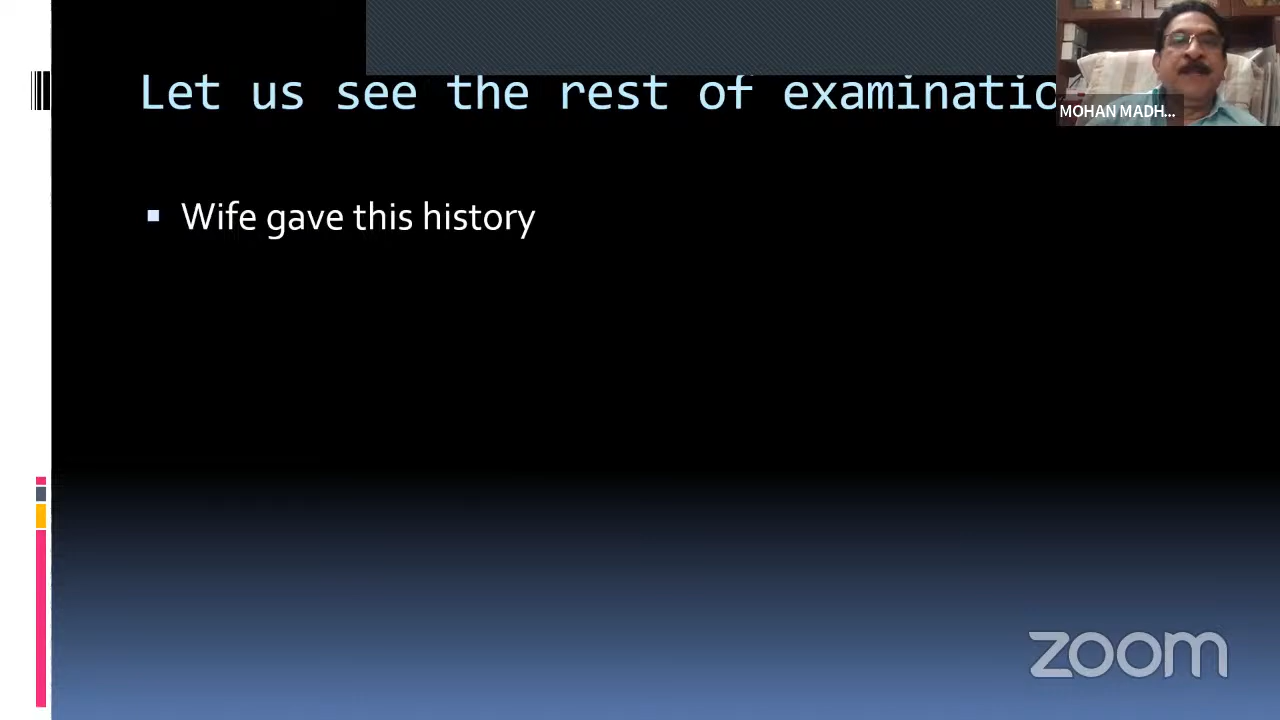 Let us see the rest of examinatio
MOHAN MADH...
Wife gave this history
zoom